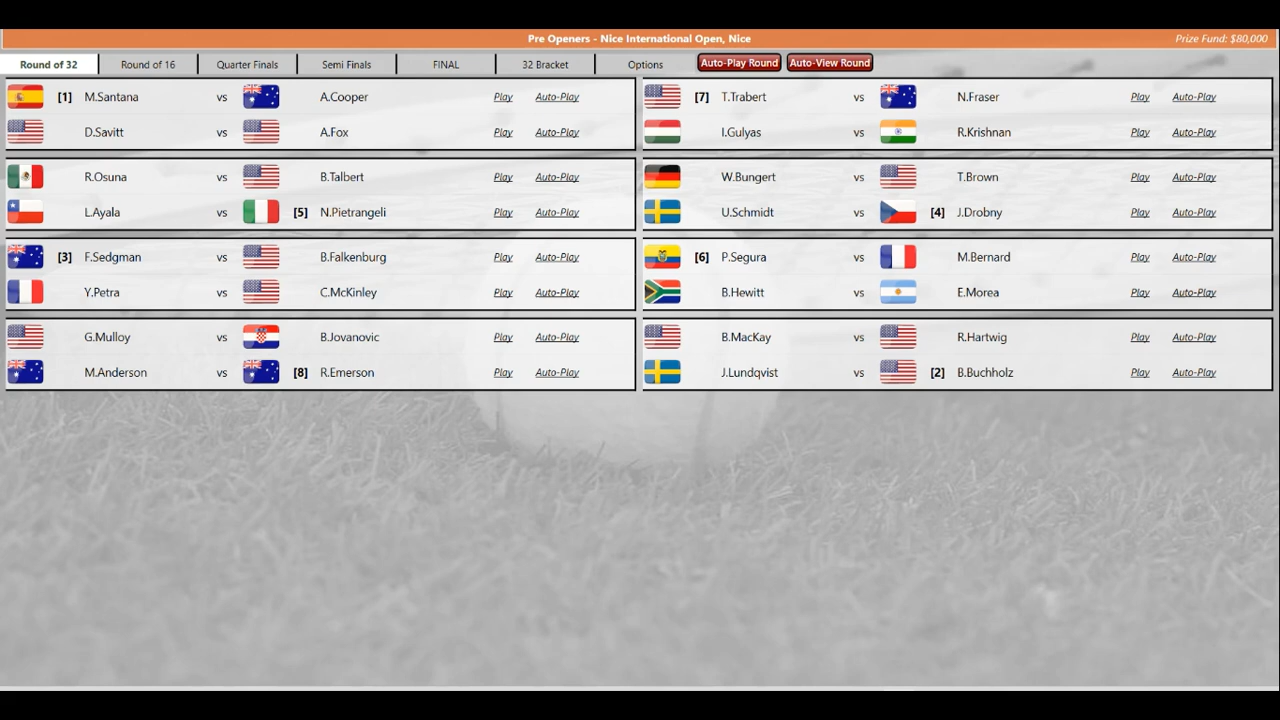 Pre Openers - Nice International Open, Nice
Prize Fund: $80,000
Round of 32 Round of 16 Quarter Finals Semi Finals FINAL 32 Bracket Options Auto-Play Round Auto-View Round
[1] M.Santana vs A.Cooper Play Auto-Play
D.Savitt vs A.Fox Play Auto-Play
R.Osuna vs B.Talbert Play Auto-Play
L.Ayala vs [5] N.Pietrangeli Play Auto-Play
[3] F.Sedgman vs B.Falkenburg Play Auto-Play
Y.Petra vs C.McKinley Play Auto-Play
G.Mulloy vs B.Jovanovic Play Auto-Play
M.Anderson vs [8] R.Emerson Play Auto-Play
[7] T.Trabert vs N.Fraser Play Auto-Play
I.Gulyas vs R.Krishnan Play Auto-Play
W.Bungert vs T.Brown Play Auto-Play
U.Schmidt vs [4] J.Drobny Play Auto-Play
[6] P.Segura vs M.Bernard Play Auto-Play
B.Hewitt vs E.Morea Play Auto-Play
B.MacKay vs R.Hartwig Play Auto-Play
J.Lundqvist vs [2] B.Buchholz Play Auto-Play